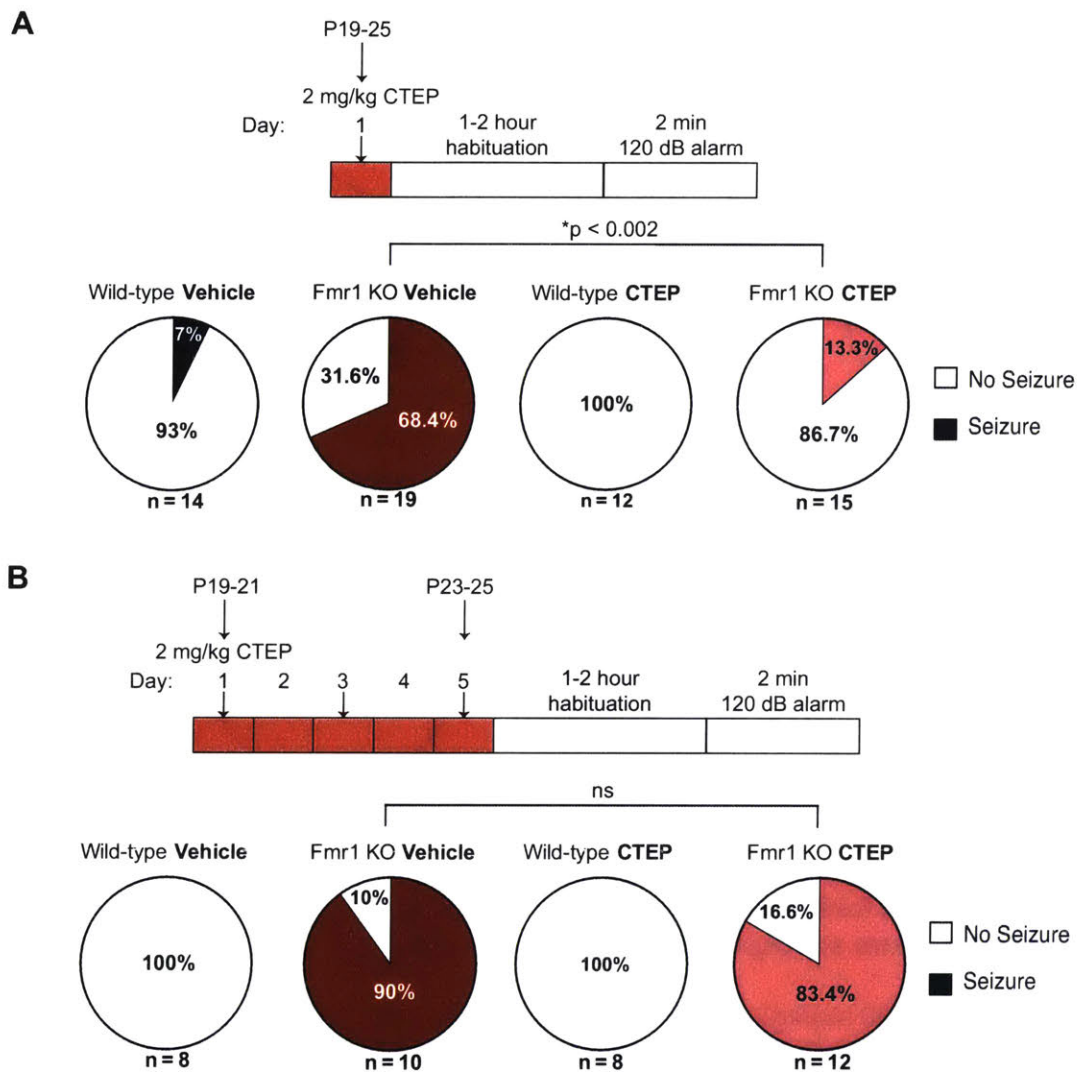 A
P19-25
2 mg/kg CTEP
Day: 1
1-2 hour
habituation
2 min
120 dB alarm
*p < 0.002
Wild-type Vehicle
Fmr1 KO Vehicle
Wild-type CTEP
Fmr1 KO CTEP
7%
93%
31.6%
68.4%
100%
13.3%
86.7%
No Seizure
Seizure
n = 14
n = 19
n = 12
n = 15
B
P19-21
P23-25
2 mg/kg CTEP
Day: 1 2 3 4 5
1-2 hour
habituation
2 min
120 dB alarm
ns
Wild-type Vehicle
Fmr1 KO Vehicle
Wild-type CTEP
Fmr1 KO CTEP
100%
10%
90%
100%
16.6%
83.4%
No Seizure
Seizure
n = 8
n = 10
n = 8
n = 12